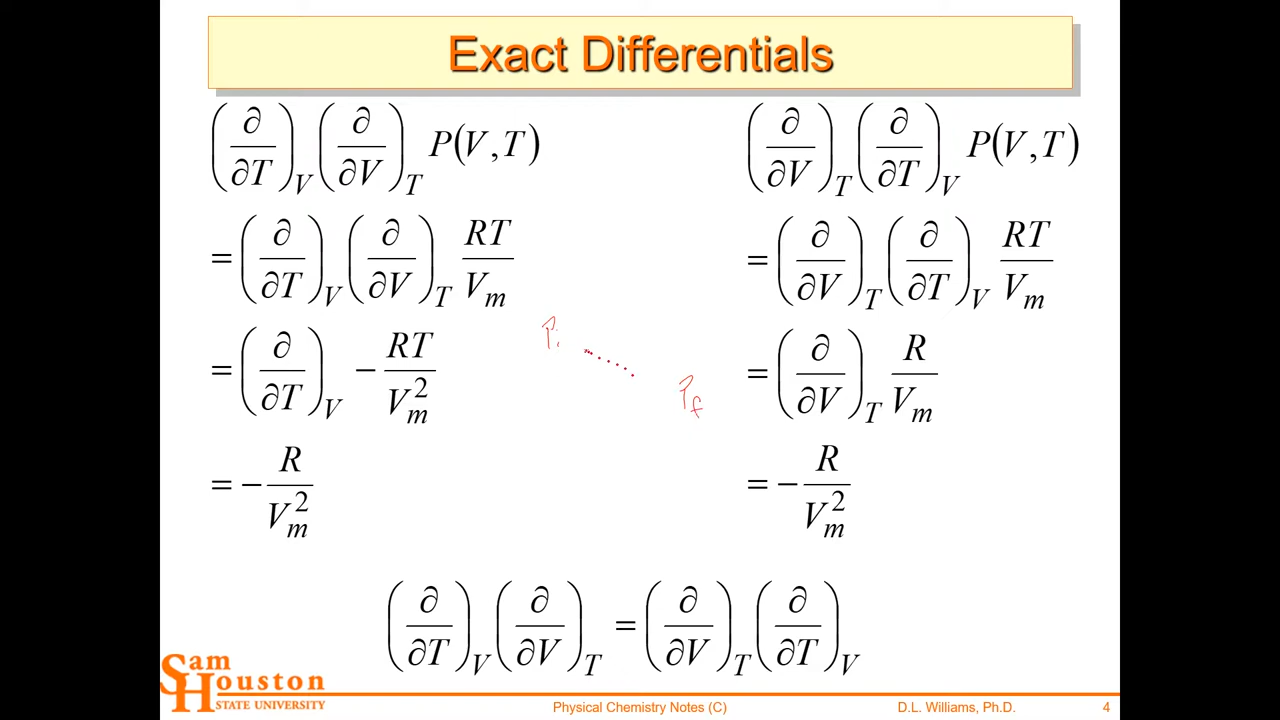 Exact Differentials
(∂/∂T)_V (∂/∂V)_T P(V,T)
= (∂/∂T)_V (∂/∂V)_T RT/V_m
= (∂/∂T)_V − RT/V_m^2
= − R/V_m^2
(∂/∂V)_T (∂/∂T)_V P(V,T)
= (∂/∂V)_T (∂/∂T)_V RT/V_m
= (∂/∂V)_T R/V_m
= − R/V_m^2
P_i
P_f
(∂/∂T)_V (∂/∂V)_T = (∂/∂V)_T (∂/∂T)_V
Sam
Houston
STATE UNIVERSITY
Physical Chemistry Notes (C)
D.L. Williams, Ph.D.
4